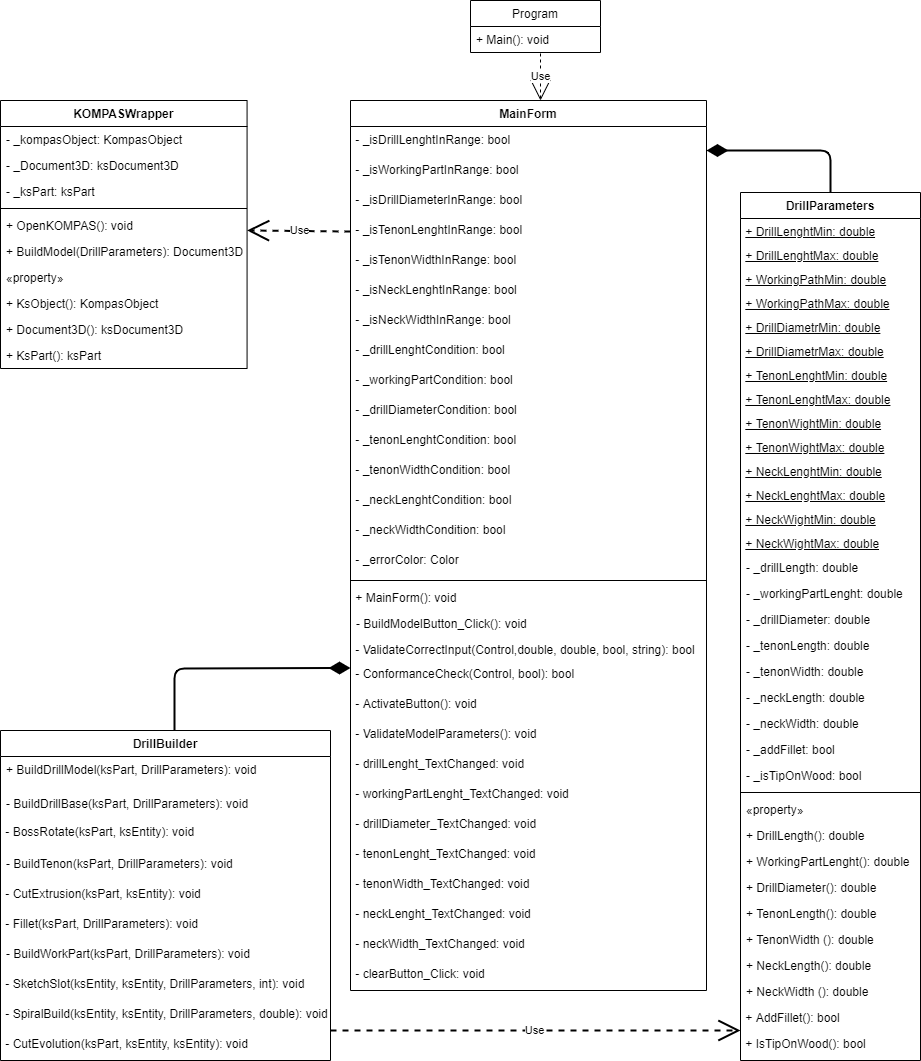 Program
+ Main(): void
Use
KOMPASWrapper
- _kompasObject: KompasObject
- _Document3D: ksDocument3D
- _ksPart: ksPart
+ OpenKOMPAS(): void
+ BuildModel(DrillParameters): Document3D
«property»
+ KsObject(): KompasObject
+ Document3D(): ksDocument3D
+ KsPart(): ksPart
Use
MainForm
- _isDrillLenghtInRange: bool
- _isWorkingPartInRange: bool
- _isDrillDiameterInRange: bool
- _isTenonLenghtInRange: bool
- _isTenonWidthInRange: bool
- _isNeckLenghtInRange: bool
- _isNeckWidthInRange: bool
- _drillLenghtCondition: bool
- _workingPartCondition: bool
- _drillDiameterCondition: bool
- _tenonLenghtCondition: bool
- _tenonWidthCondition: bool
- _neckLenghtCondition: bool
- _neckWidthCondition: bool
- _errorColor: Color
+ MainForm(): void
- BuildModelButton_Click(): void
- ValidateCorrectInput(Control,double, double, bool, string): bool
- ConformanceCheck(Control, bool): bool
- ActivateButton(): void
- ValidateModelParameters(): void
- drillLenght_TextChanged: void
- workingPartLenght_TextChanged: void
- drillDiameter_TextChanged: void
- tenonLenght_TextChanged: void
- tenonWidth_TextChanged: void
- neckLenght_TextChanged: void
- neckWidth_TextChanged: void
- clearButton_Click: void
DrillParameters
+ DrillLenghtMin: double
+ DrillLenghtMax: double
+ WorkingPathMin: double
+ WorkingPathMax: double
+ DrillDiametrMin: double
+ DrillDiametrMax: double
+ TenonLenghtMin: double
+ TenonLenghtMax: double
+ TenonWightMin: double
+ TenonWightMax: double
+ NeckLenghtMin: double
+ NeckLenghtMax: double
+ NeckWightMin: double
+ NeckWightMax: double
- _drillLength: double
- _workingPartLenght: double
- _drillDiameter: double
- _tenonLength: double
- _tenonWidth: double
- _neckLength: double
- _neckWidth: double
- _addFillet: bool
- _isTipOnWood: bool
«property»
+ DrillLength(): double
+ WorkingPartLenght(): double
+ DrillDiameter(): double
+ TenonLength(): double
+ TenonWidth (): double
+ NeckLength(): double
+ NeckWidth (): double
+ AddFillet(): bool
+ IsTipOnWood(): bool
DrillBuilder
+ BuildDrillModel(ksPart, DrillParameters): void
- BuildDrillBase(ksPart, DrillParameters): void
- BossRotate(ksPart, ksEntity): void
- BuildTenon(ksPart, DrillParameters): void
- CutExtrusion(ksPart, ksEntity): void
- Fillet(ksPart, DrillParameters): void
- BuildWorkPart(ksPart, DrillParameters): void
- SketchSlot(ksEntity, ksEntity, DrillParameters, int): void
- SpiralBuild(ksEntity, ksEntity, DrillParameters, double): void
- CutEvolution(ksPart, ksEntity, ksEntity): void
Use